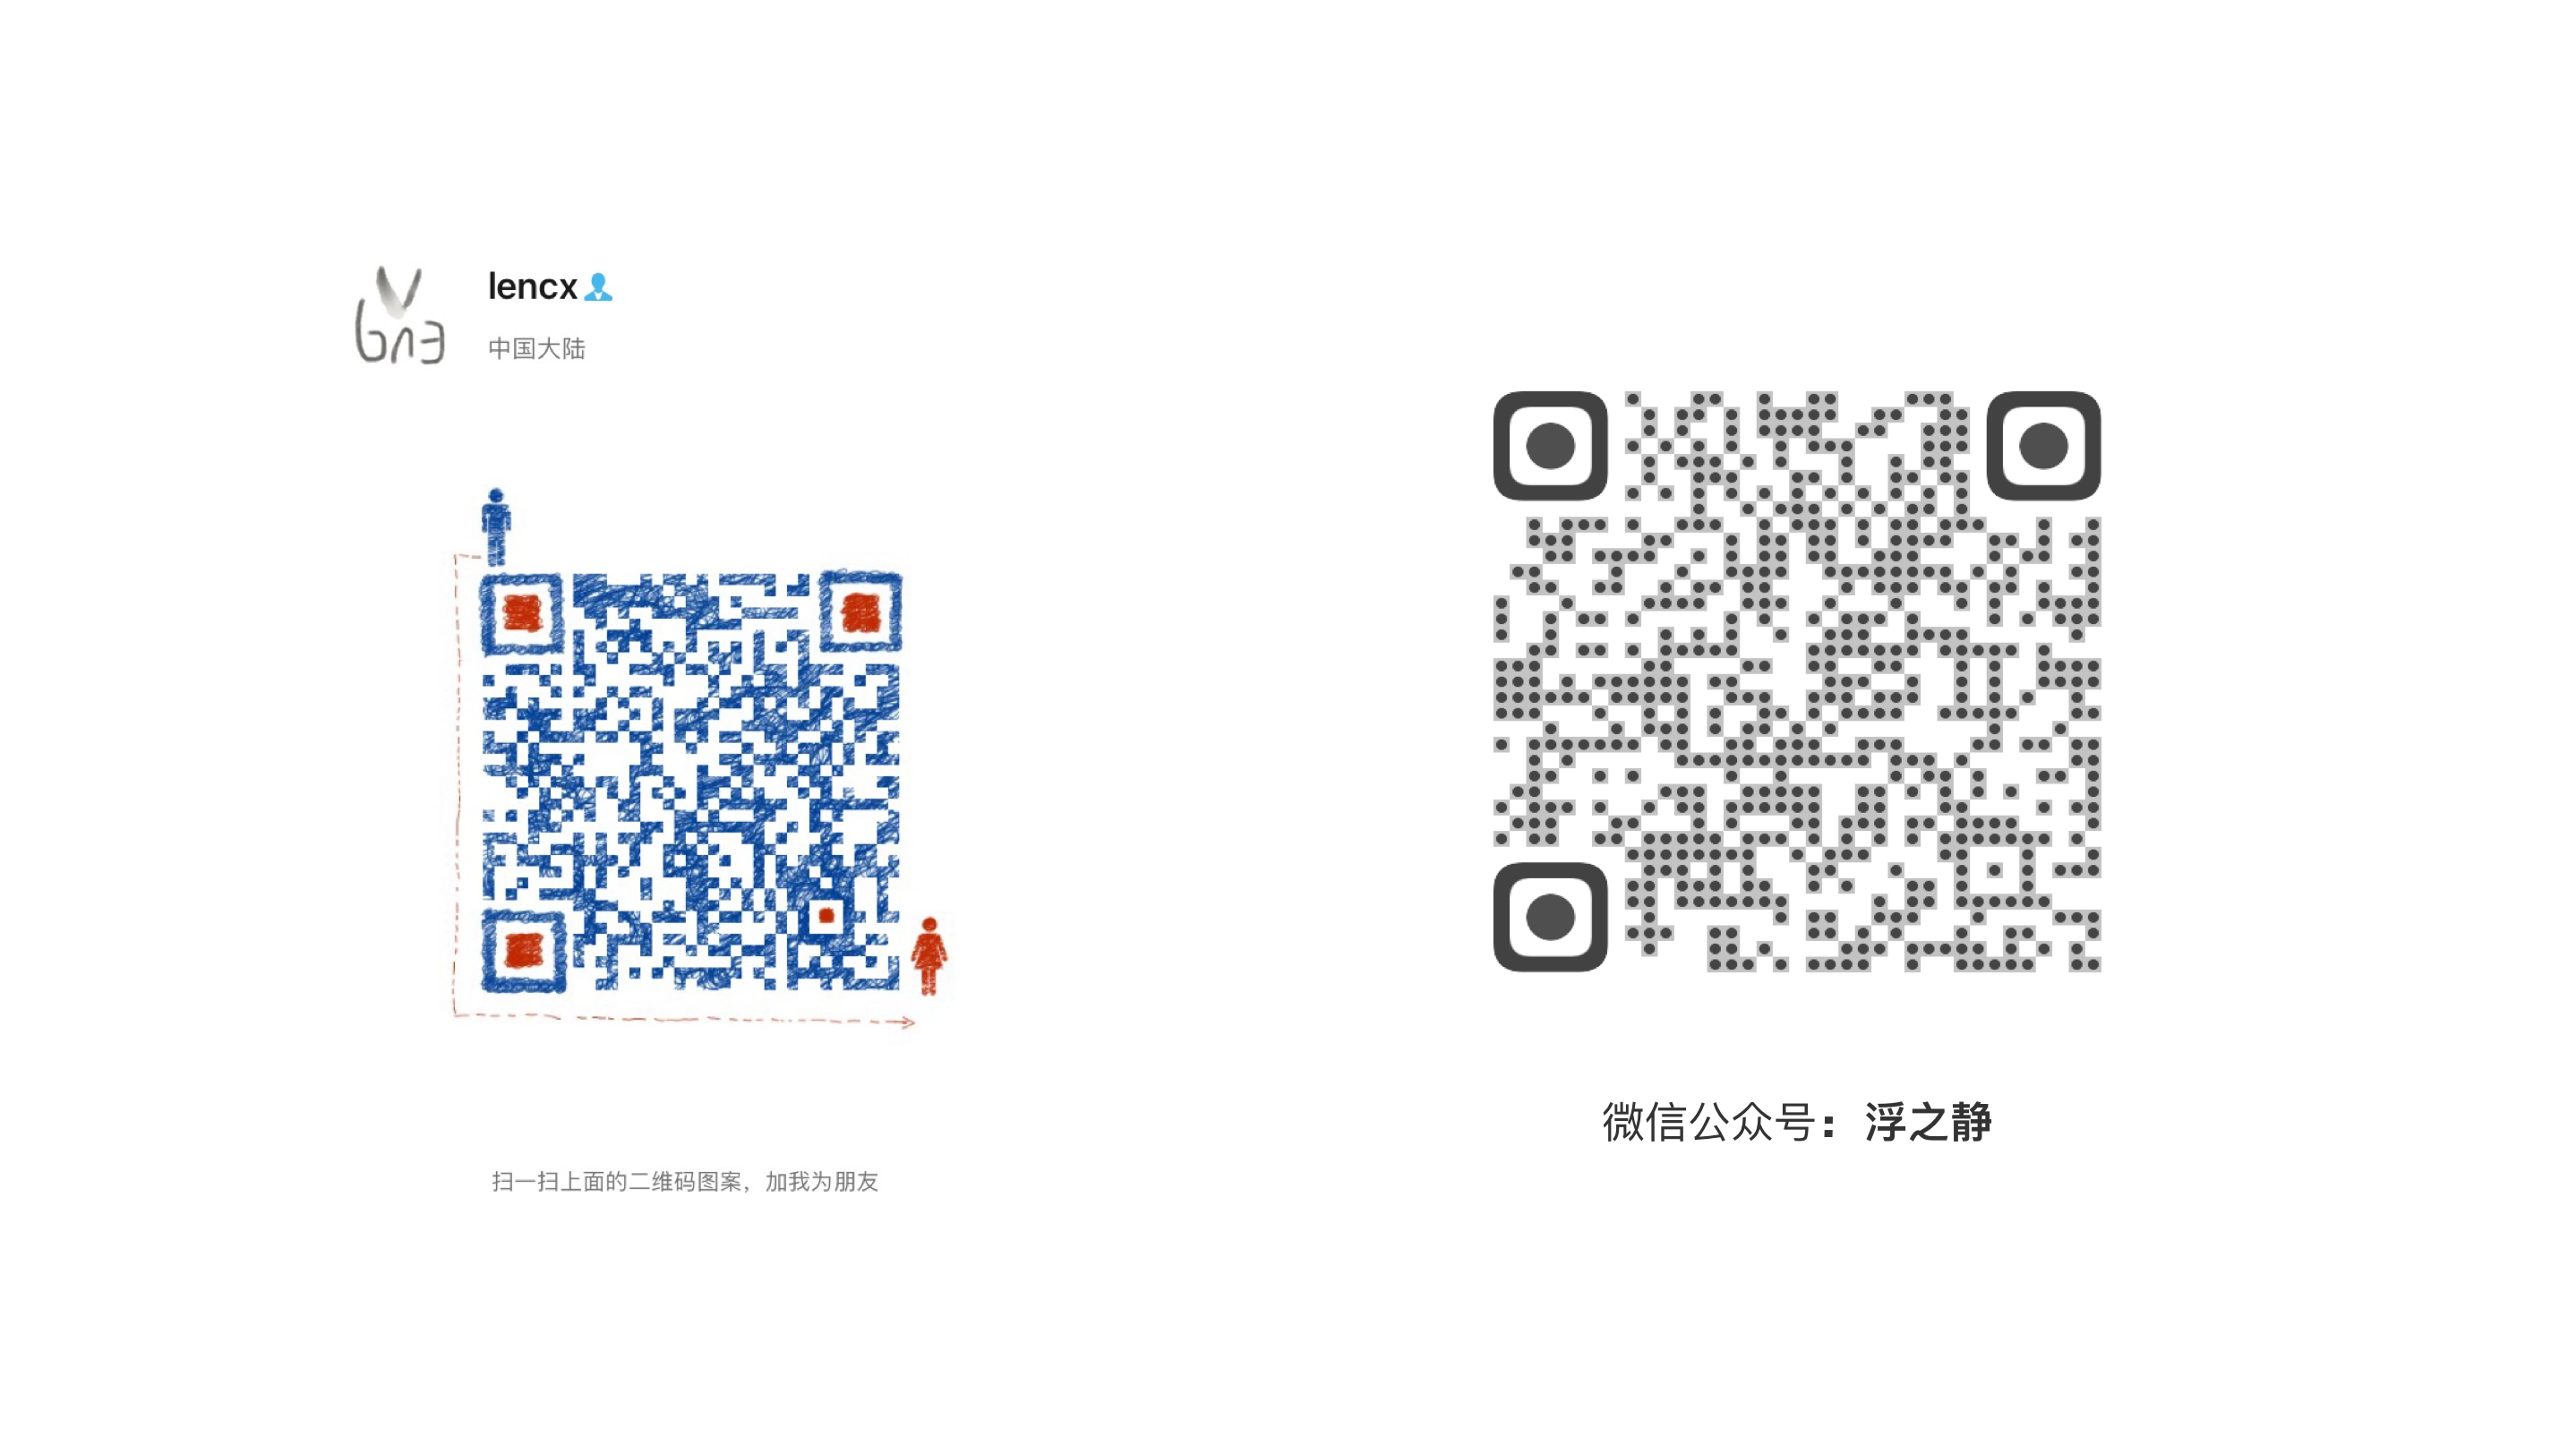 lencx
中国大陆
扫一扫上面的二维码图案，加我为朋友
微信公众号：浮之静